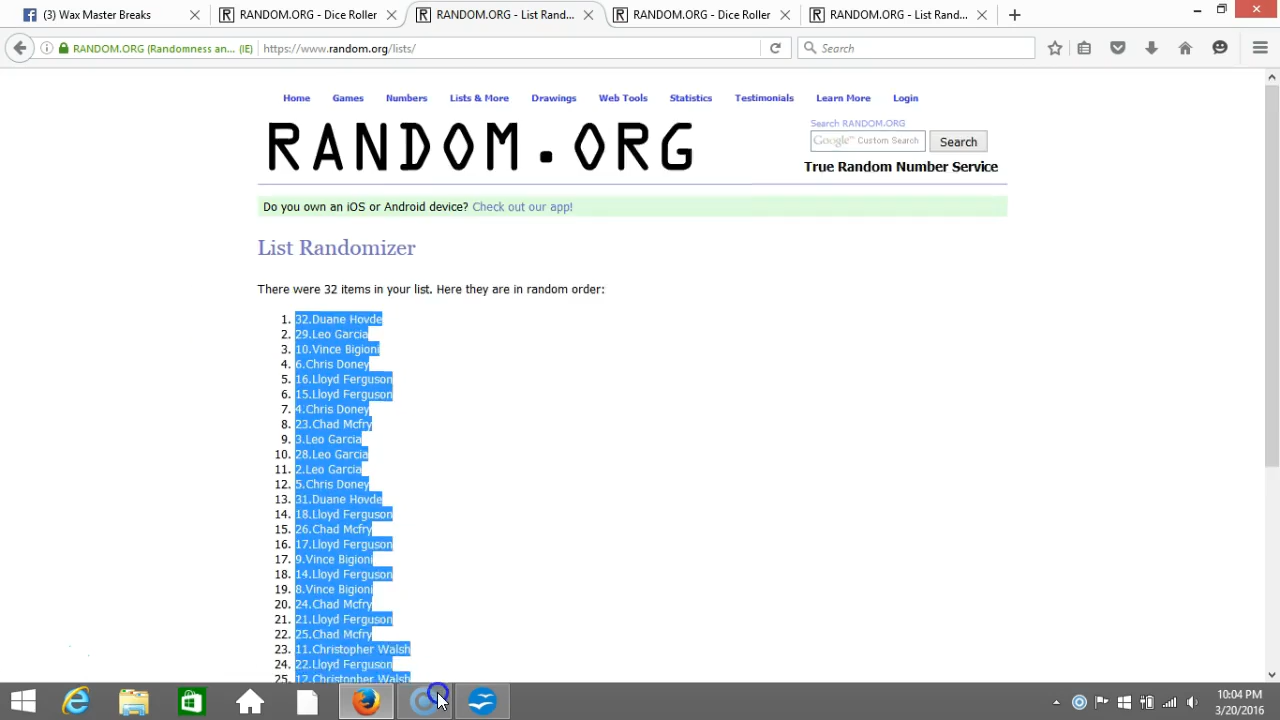 (3) Wax Master Breaks
RANDOM.ORG - Dice Roller
RANDOM.ORG - List Rand...
RANDOM.ORG - Dice Roller
RANDOM.ORG - List Rand...
RANDOM.ORG (Randomness an... (IE)
https://www.random.org/lists/
Search
Home Games Numbers Lists & More Drawings Web Tools Statistics Testimonials Learn More Login
RANDOM.ORG
Search RANDOM.ORG
Google™ Custom Search
Search
True Random Number Service
Do you own an iOS or Android device? Check out our app!
List Randomizer
There were 32 items in your list. Here they are in random order:
1. 32.Duane Hovde
2. 29.Leo Garcia
3. 10.Vince Bigioni
4. 6.Chris Doney
5. 16.Lloyd Ferguson
6. 15.Lloyd Ferguson
7. 4.Chris Doney
8. 23.Chad Mcfry
9. 3.Leo Garcia
10. 28.Leo Garcia
11. 2.Leo Garcia
12. 5.Chris Doney
13. 31.Duane Hovde
14. 18.Lloyd Ferguson
15. 26.Chad Mcfry
16. 17.Lloyd Ferguson
17. 9.Vince Bigioni
18. 14.Lloyd Ferguson
19. 8.Vince Bigioni
20. 24.Chad Mcfry
21. 21.Lloyd Ferguson
22. 25.Chad Mcfry
23. 11.Christopher Walsh
24. 22.Lloyd Ferguson
25. 12.Christopher Walsh
10:04 PM
3/20/2016